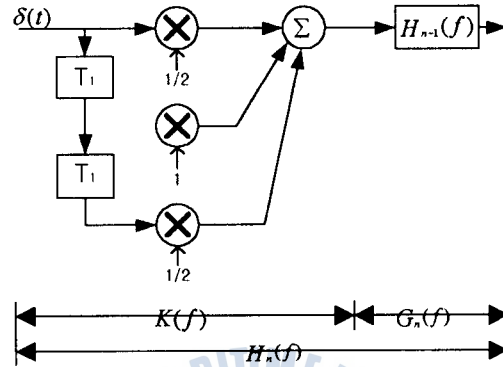 δ(t)
T₁
T₁
1/2
1
1/2
Σ
Hₙ₋₁(f)
K(f)
Gₙ(f)
Hₙ(f)